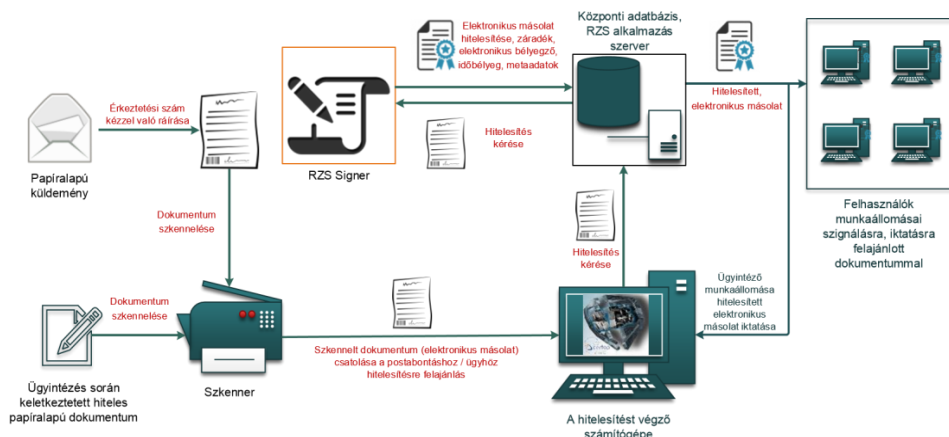 Elektronikus másolat
hitelesítése, záradék,
elektronikus bélyegző,
időbélyeg, metaadatok
Központi adatbázis,
RZS alkalmazás
szerver
Érkeztetési szám
kézzel való ráírása
Hitelesített,
elektronikus másolat
Hitelesítés
kérése
Papíralapú
küldemény
RZS Signer
Felhasználók
munkaállomásai
szignálásra, iktatásra
felajánlott
dokumentummal
Dokumentum
szkennelése
Hitelesítés
kérése
Ügyintéző
munkaállomása
hitelesített
elektronikus
másolat iktatása
Dokumentum
szkennelése
Szkennelt dokumentum (elektronikus másolat)
csatolása a postabontáshoz / ügyhöz
hitelesítésre felajánlás
Ügyintézés során
keletkeztetett hiteles
papíralapú dokumentum
Szkenner
A hitelesítést végző
számítógépe